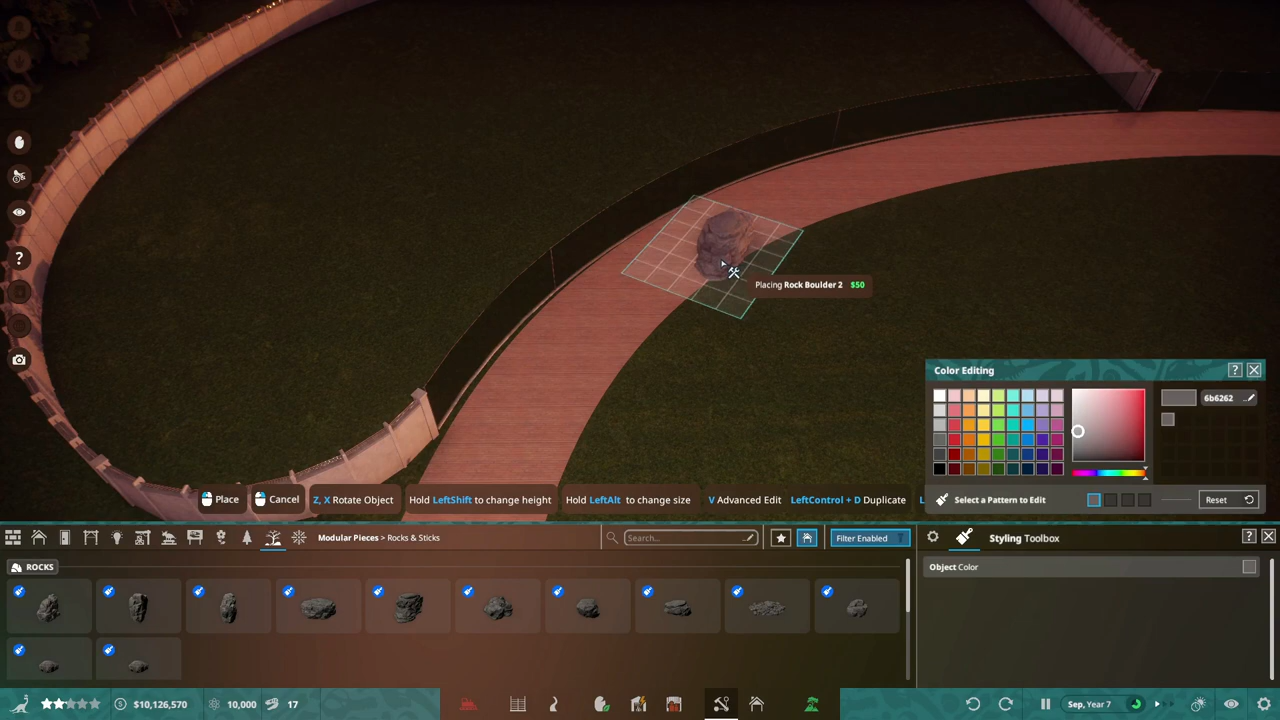 Placing Rock Boulder 2 $50
Color Editing
?
6b6262
Place
Cancel
Z, X Rotate Object
Hold LeftShift to change height
Hold LeftAlt to change size
V Advanced Edit
LeftControl + D Duplicate
L
Select a Pattern to Edit
Reset
Modular Pieces > Rocks & Sticks
Search...
Filter Enabled
Styling Toolbox
?
ROCKS
Object Color
?
$10,126,570
10,000
17
Sep, Year 7